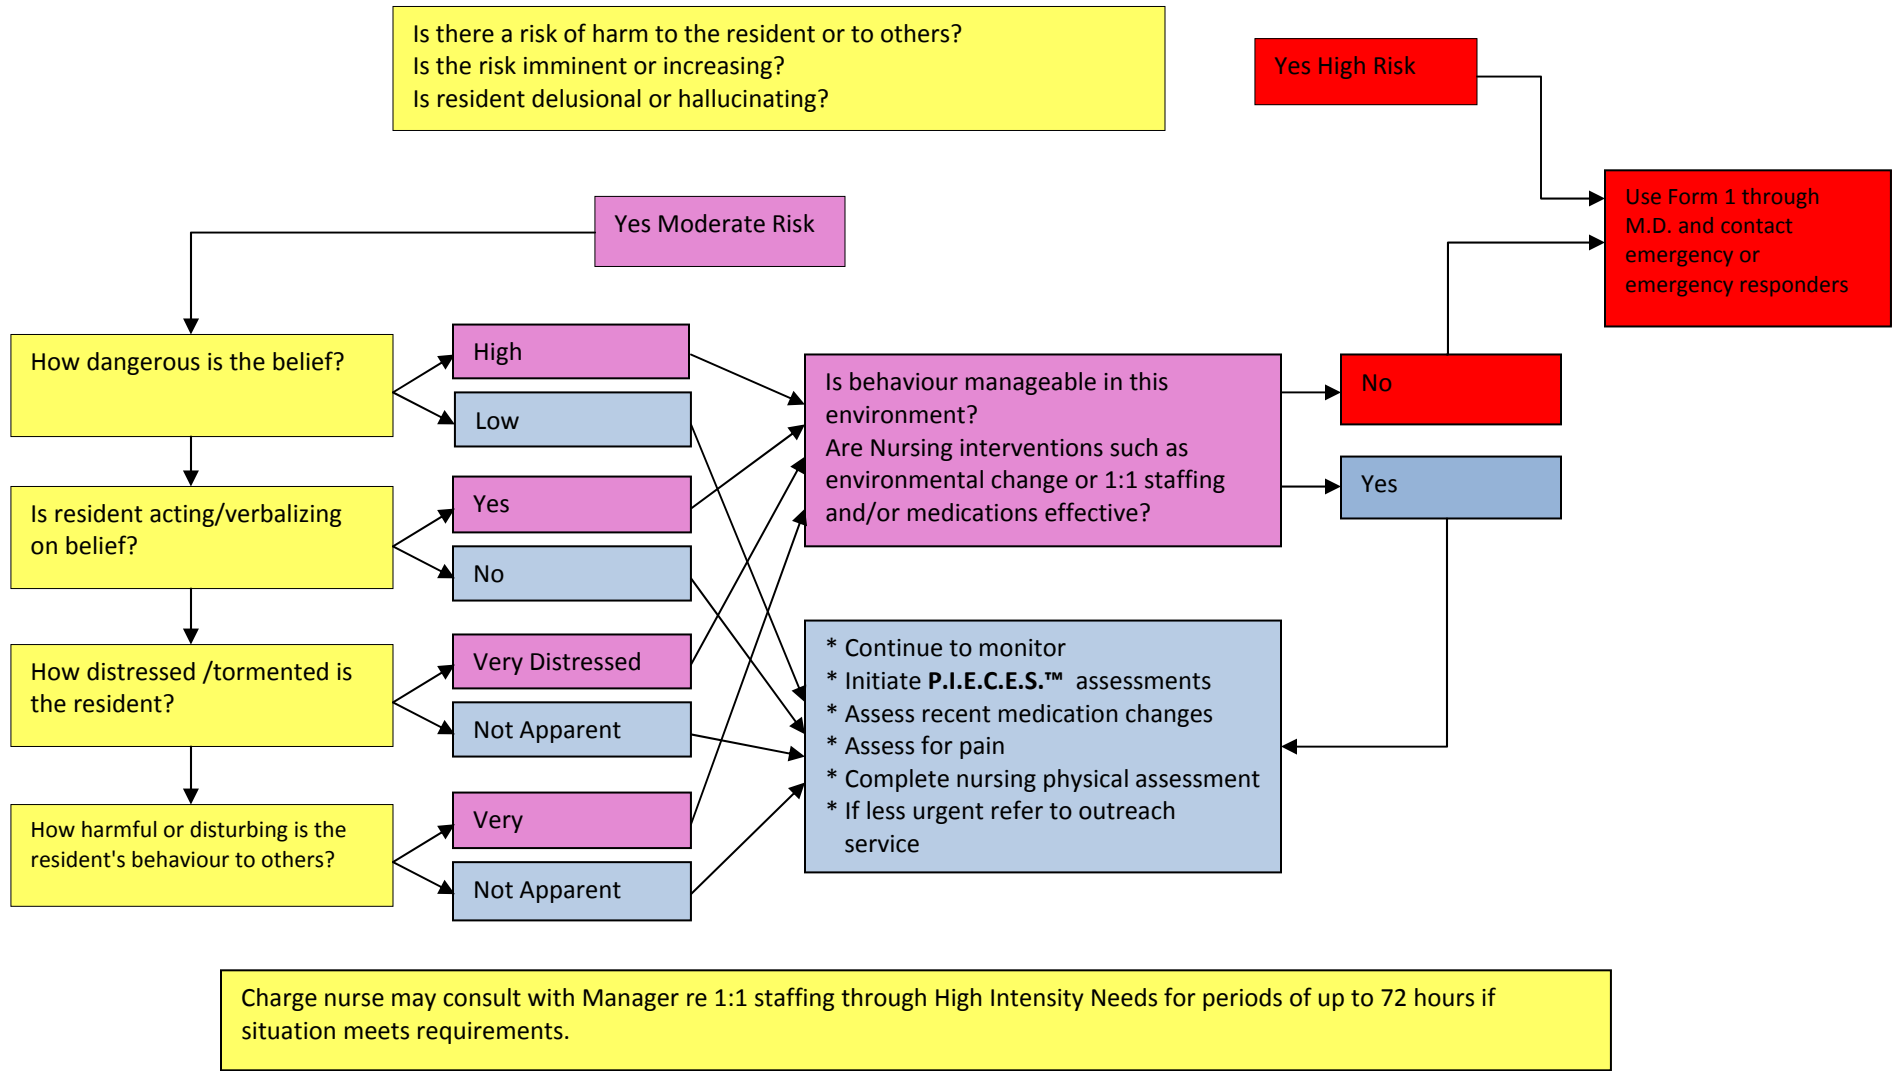 Is there a risk of harm to the resident or to others?
Is the risk imminent or increasing?
Is resident delusional or hallucinating?
Yes High Risk
Use Form 1 through
M.D. and contact
emergency or
emergency responders
Yes Moderate Risk
How dangerous is the belief?
High
Low
Is resident acting/verbalizing
on belief?
Yes
No
How distressed /tormented is
the resident?
Very Distressed
Not Apparent
How harmful or disturbing is the
resident's behaviour to others?
Very
Not Apparent
Is behaviour manageable in this
environment?
Are Nursing interventions such as
environmental change or 1:1 staffing
and/or medications effective?
No
Yes
* Continue to monitor
* Initiate P.I.E.C.E.S.™ assessments
* Assess recent medication changes
* Assess for pain
* Complete nursing physical assessment
* If less urgent refer to outreach
service
Charge nurse may consult with Manager re 1:1 staffing through High Intensity Needs for periods of up to 72 hours if
situation meets requirements.